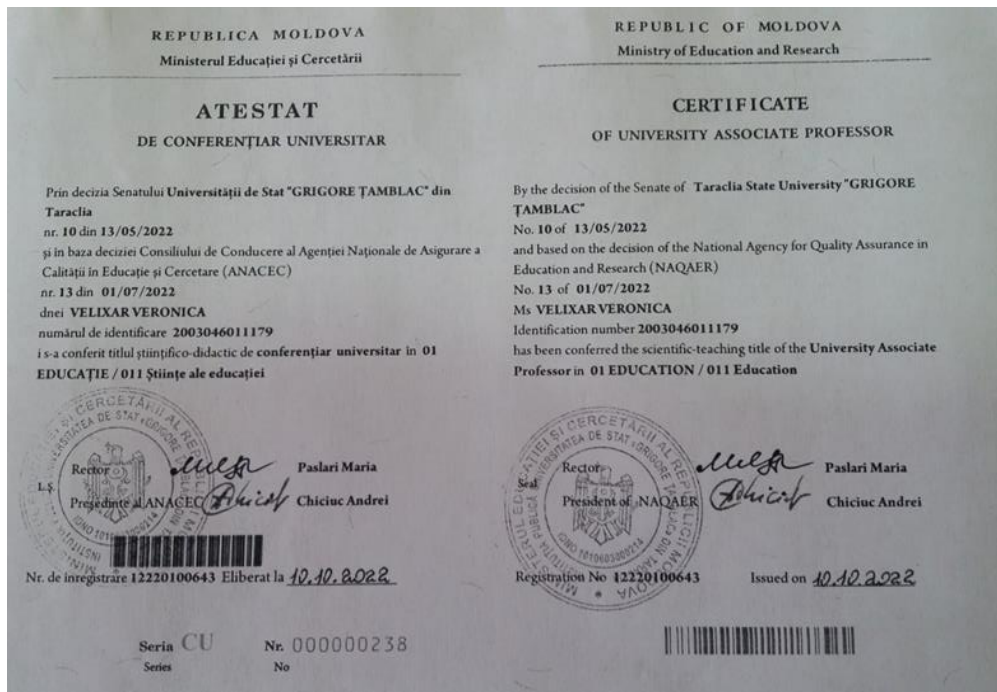 REPUBLICA MOLDOVA
Ministerul Educației și Cercetării
ATESTAT
DE CONFERENȚIAR UNIVERSITAR
Prin decizia Senatului Universității de Stat "GRIGORE ȚAMBLAC" din
Taraclia
nr. 10 din 13/05/2022
și în baza deciziei Consiliului de Conducere al Agenției Naționale de Asigurare a
Calității în Educație și Cercetare (ANACEC)
nr. 13 din 01/07/2022
dnei VELIXAR VERONICA
numărul de identificare 2003046011179
i s-a conferit titlul științifico-didactic de conferențiar universitar în 01
EDUCAȚIE / 011 Științe ale educației
Rector Paslari Maria
L.Ș.
Președinte al ANACEC Chiciuc Andrei
Nr. de înregistrare 12220100643 Eliberat la 10.10.2022
Seria CU Nr. 000000238
Series No
REPUBLIC OF MOLDOVA
Ministry of Education and Research
CERTIFICATE
OF UNIVERSITY ASSOCIATE PROFESSOR
By the decision of the Senate of Taraclia State University "GRIGORE
ȚAMBLAC"
No. 10 of 13/05/2022
and based on the decision of the National Agency for Quality Assurance in
Education and Research (NAQAER)
No. 13 of 01/07/2022
Ms VELIXAR VERONICA
Identification number 2003046011179
has been conferred the scientific-teaching title of the University Associate
Professor in 01 EDUCATION / 011 Education
Rector Paslari Maria
Seal
President of NAQAER Chiciuc Andrei
Registration No 12220100643 Issued on 10.10.2022